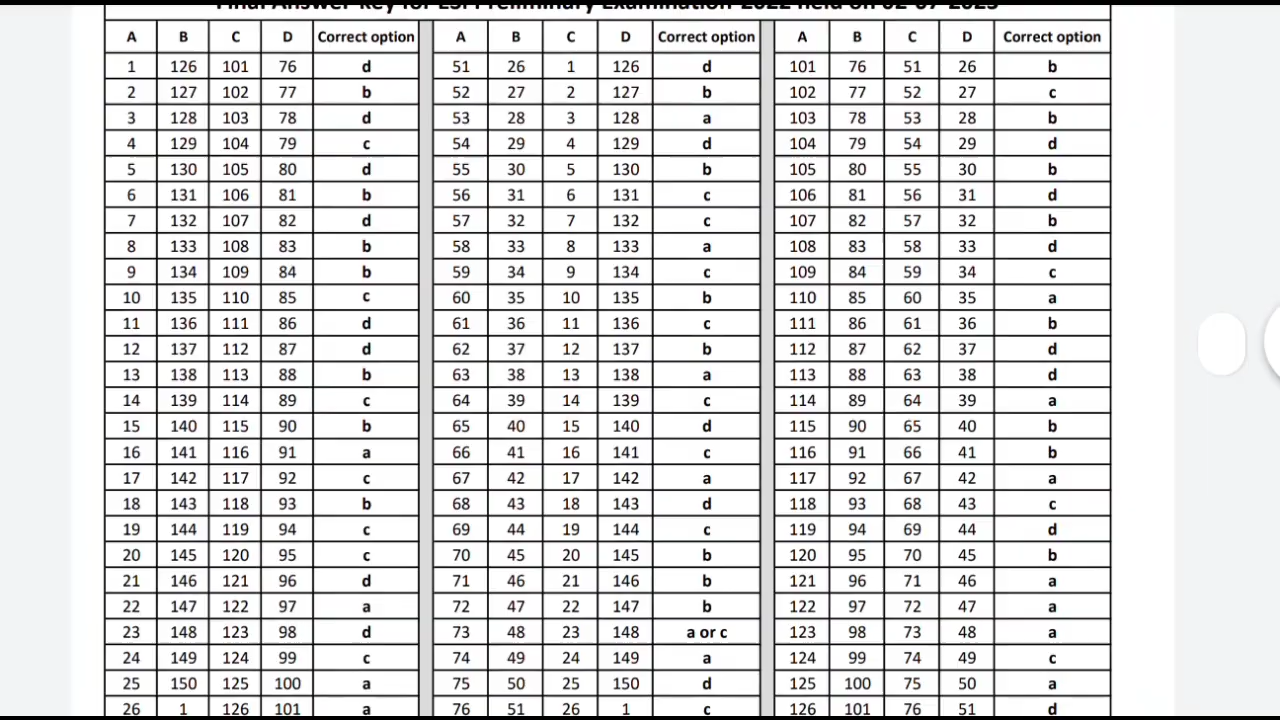 Final Answer key for ESI Preliminary Examination-2022 held on 02-07-2023
A B C D Correct option A B C D Correct option A B C D Correct option
1 126 101 76 d 51 26 1 126 d 101 76 51 26 b
2 127 102 77 b 52 27 2 127 b 102 77 52 27 c
3 128 103 78 d 53 28 3 128 a 103 78 53 28 b
4 129 104 79 c 54 29 4 129 d 104 79 54 29 d
5 130 105 80 d 55 30 5 130 b 105 80 55 30 b
6 131 106 81 b 56 31 6 131 c 106 81 56 31 d
7 132 107 82 d 57 32 7 132 c 107 82 57 32 b
8 133 108 83 b 58 33 8 133 a 108 83 58 33 d
9 134 109 84 b 59 34 9 134 c 109 84 59 34 c
10 135 110 85 c 60 35 10 135 b 110 85 60 35 a
11 136 111 86 d 61 36 11 136 c 111 86 61 36 b
12 137 112 87 d 62 37 12 137 b 112 87 62 37 d
13 138 113 88 b 63 38 13 138 a 113 88 63 38 d
14 139 114 89 c 64 39 14 139 c 114 89 64 39 a
15 140 115 90 b 65 40 15 140 d 115 90 65 40 b
16 141 116 91 a 66 41 16 141 c 116 91 66 41 b
17 142 117 92 c 67 42 17 142 a 117 92 67 42 a
18 143 118 93 b 68 43 18 143 d 118 93 68 43 c
19 144 119 94 c 69 44 19 144 c 119 94 69 44 d
20 145 120 95 c 70 45 20 145 b 120 95 70 45 b
21 146 121 96 d 71 46 21 146 b 121 96 71 46 a
22 147 122 97 a 72 47 22 147 b 122 97 72 47 a
23 148 123 98 d 73 48 23 148 a or c 123 98 73 48 a
24 149 124 99 c 74 49 24 149 a 124 99 74 49 c
25 150 125 100 a 75 50 25 150 d 125 100 75 50 a
26 1 126 101 a 76 51 26 1 c 126 101 76 51 d